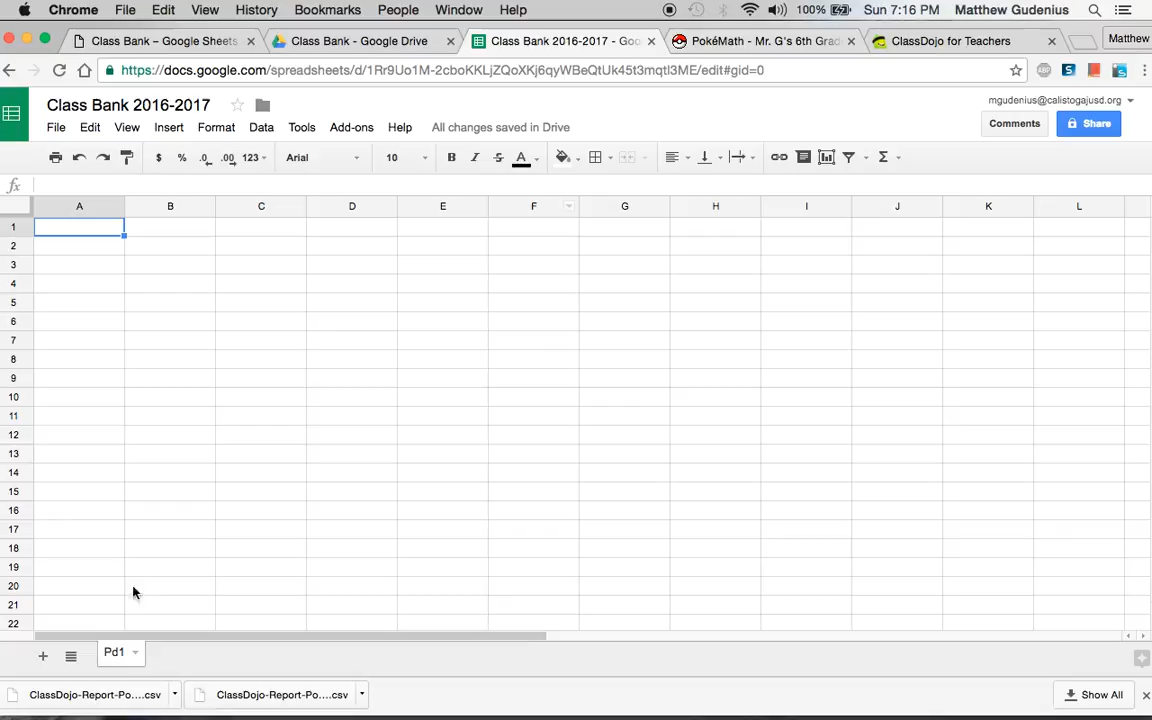 Chrome File Edit View History Bookmarks People Window Help 100% Sun 7:16 PM Matthew Gudenius
Class Bank – Google Sheets Class Bank - Google Drive Class Bank 2016-2017 - Goo PokéMath - Mr. G's 6th Grad ClassDojo for Teachers Matthew
https://docs.google.com/spreadsheets/d/1Rr9Uo1M-2cboKKLjZQoXKj6qyWBeQtUk45t3mqtl3ME/edit#gid=0
Class Bank 2016-2017 mgudenius@calistogajusd.org
File Edit View Insert Format Data Tools Add-ons Help All changes saved in Drive Comments Share
$ % .0 .00 123 Arial 10 B I S A Σ
fx
A B C D E F G H I J K L
1
2
3
4
5
6
7
8
9
10
11
12
13
14
15
16
17
18
19
20
21
22
+ Pd1
ClassDojo-Report-Po....csv ClassDojo-Report-Po....csv Show All